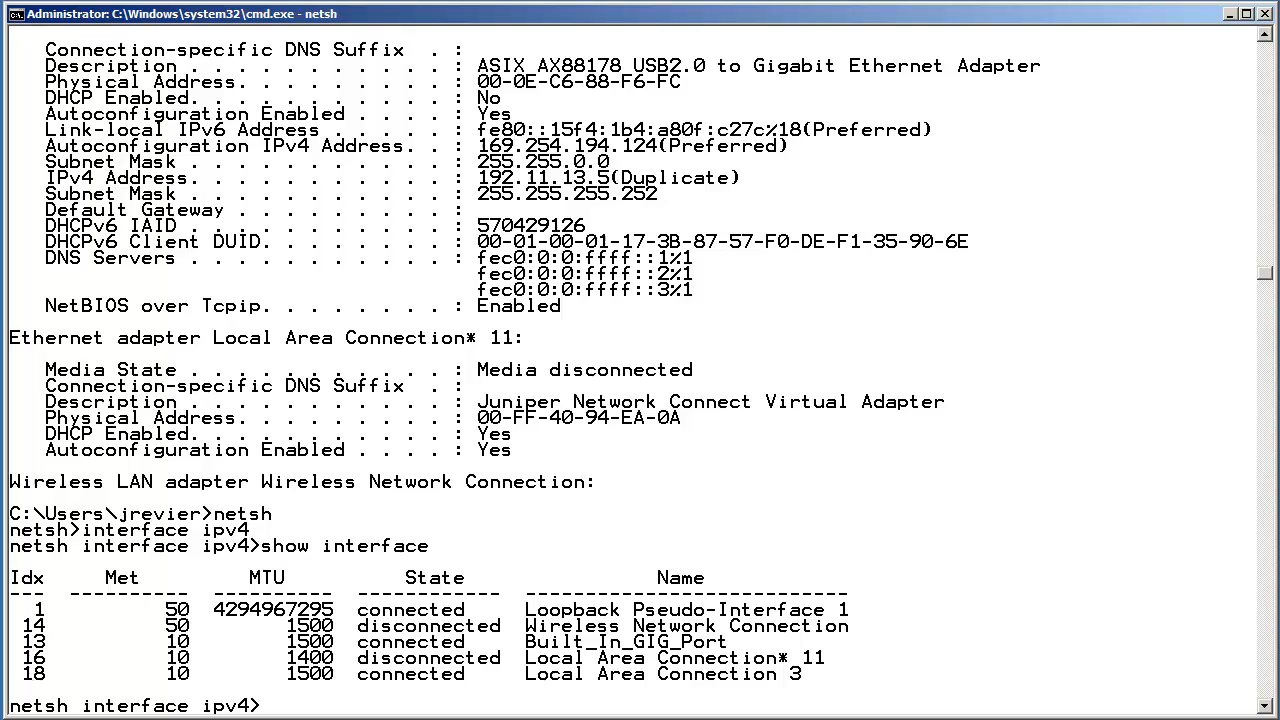 Administrator: C:\Windows\system32\cmd.exe - netsh
Connection-specific DNS Suffix  . :
Description . . . . . . . . . . . : ASIX AX88178 USB2.0 to Gigabit Ethernet Adapter
Physical Address. . . . . . . . . : 00-0E-C6-88-F6-FC
DHCP Enabled. . . . . . . . . . . : No
Autoconfiguration Enabled . . . . : Yes
Link-local IPv6 Address . . . . . : fe80::15f4:1b4:a80f:c27c%18(Preferred)
Autoconfiguration IPv4 Address. . : 169.254.194.124(Preferred)
Subnet Mask . . . . . . . . . . . : 255.255.0.0
IPv4 Address. . . . . . . . . . . : 192.11.13.5(Duplicate)
Subnet Mask . . . . . . . . . . . : 255.255.255.252
Default Gateway . . . . . . . . . :
DHCPv6 IAID . . . . . . . . . . . : 570429126
DHCPv6 Client DUID. . . . . . . . : 00-01-00-01-17-3B-87-57-F0-DE-F1-35-90-6E
DNS Servers . . . . . . . . . . . : fec0:0:0:ffff::1%1
fec0:0:0:ffff::2%1
fec0:0:0:ffff::3%1
NetBIOS over Tcpip. . . . . . . . : Enabled
Ethernet adapter Local Area Connection* 11:
Media State . . . . . . . . . . . : Media disconnected
Connection-specific DNS Suffix  . :
Description . . . . . . . . . . . : Juniper Network Connect Virtual Adapter
Physical Address. . . . . . . . . : 00-FF-40-94-EA-0A
DHCP Enabled. . . . . . . . . . . : Yes
Autoconfiguration Enabled . . . . : Yes
Wireless LAN adapter Wireless Network Connection:
C:\Users\jrevier>netsh
netsh>interface ipv4
netsh interface ipv4>show interface
Idx     Met         MTU          State                Name
---  ----------  ----------  ------------  ---------------------------
1          50  4294967295  connected     Loopback Pseudo-Interface 1
14          50        1500  disconnected  Wireless Network Connection
13          10        1500  connected     Built_In_GIG_Port
16          10        1400  disconnected  Local Area Connection* 11
18          10        1500  connected     Local Area Connection 3
netsh interface ipv4>